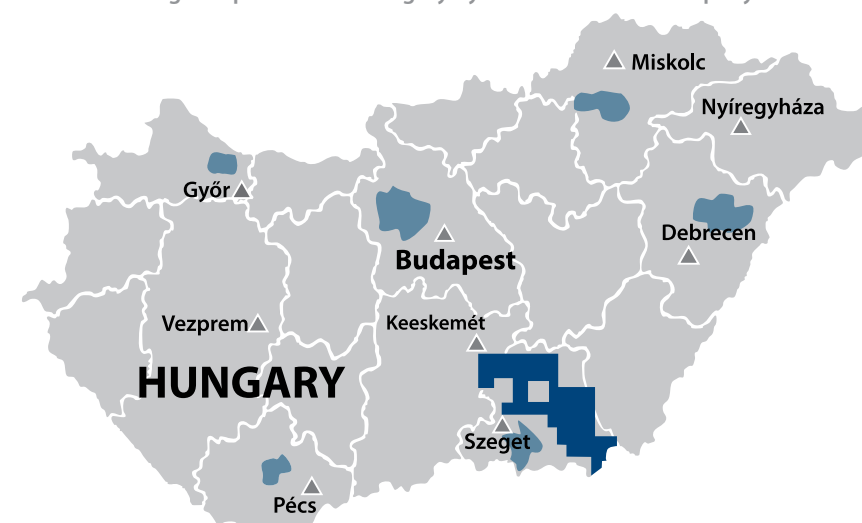 Miskolc
Nyíregyháza
Győr
Debrecen
Budapest
Vezprem
Keeskemét
HUNGARY
Szeget
Pécs